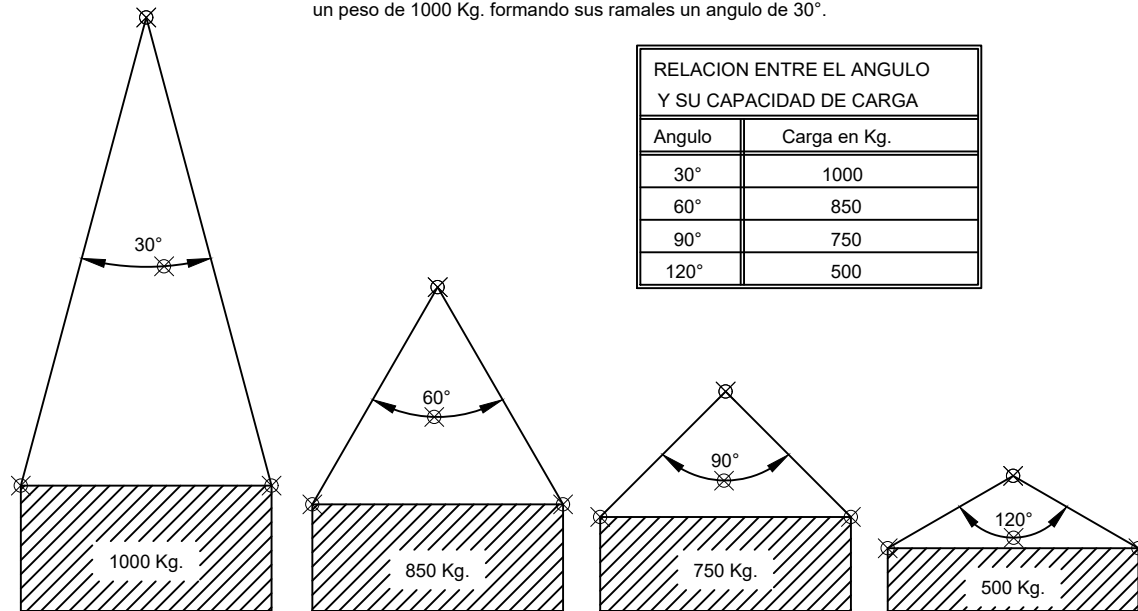 un peso de 1000 Kg. formando sus ramales un angulo de 30°.
RELACION ENTRE EL ANGULO
Y SU CAPACIDAD DE CARGA
Angulo Carga en Kg.
30° 1000
60° 850
90° 750
120° 500
30°
60°
90°
120°
1000 Kg.
850 Kg.
750 Kg.
500 Kg.